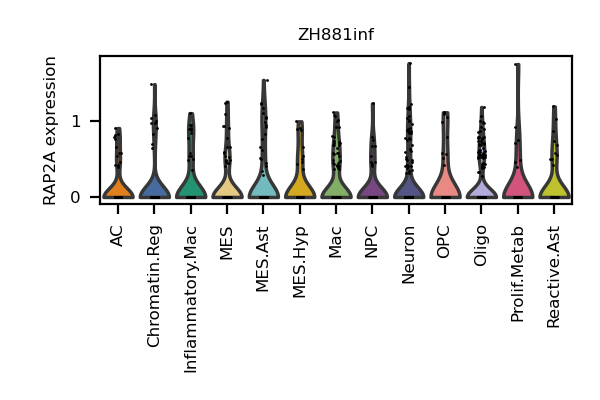 ZH881inf
RAP2A expression
1
0
AC
Chromatin.Reg
Inflammatory.Mac
MES
MES.Ast
MES.Hyp
Mac
NPC
Neuron
OPC
Oligo
Prolif.Metab
Reactive.Ast